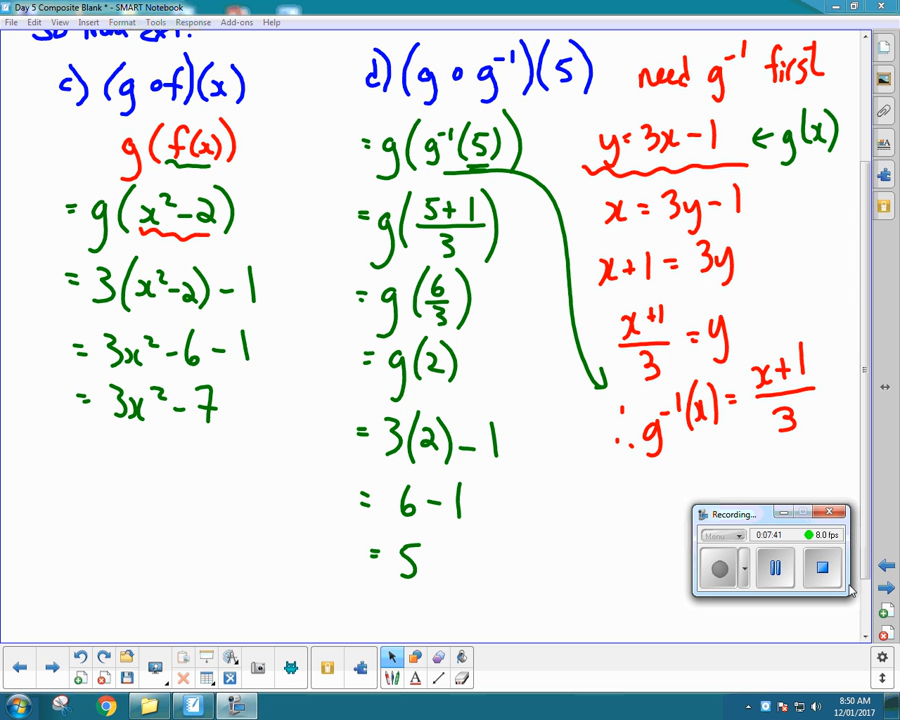 Day 5 Composite Blank * - SMART Notebook
File Edit View Insert Format Tools Response Add-ons Help
c) (g o f)(x)
g(f(x))
= g(x² - 2)
= 3(x² - 2) - 1
= 3x² - 6 - 1
= 3x² - 7
d) (g o g⁻¹)(5)
= g(g⁻¹(5))
= g((5+1)/3)
= g(6/3)
= g(2)
= 3(2) - 1
= 6 - 1
= 5
need g⁻¹ first
y = 3x - 1 ← g(x)
x = 3y - 1
x + 1 = 3y
(x+1)/3 = y
∴ g⁻¹(x) = (x+1)/3
Recording...
Menu
0:07:41
8.0 fps
8:50 AM
12/01/2017